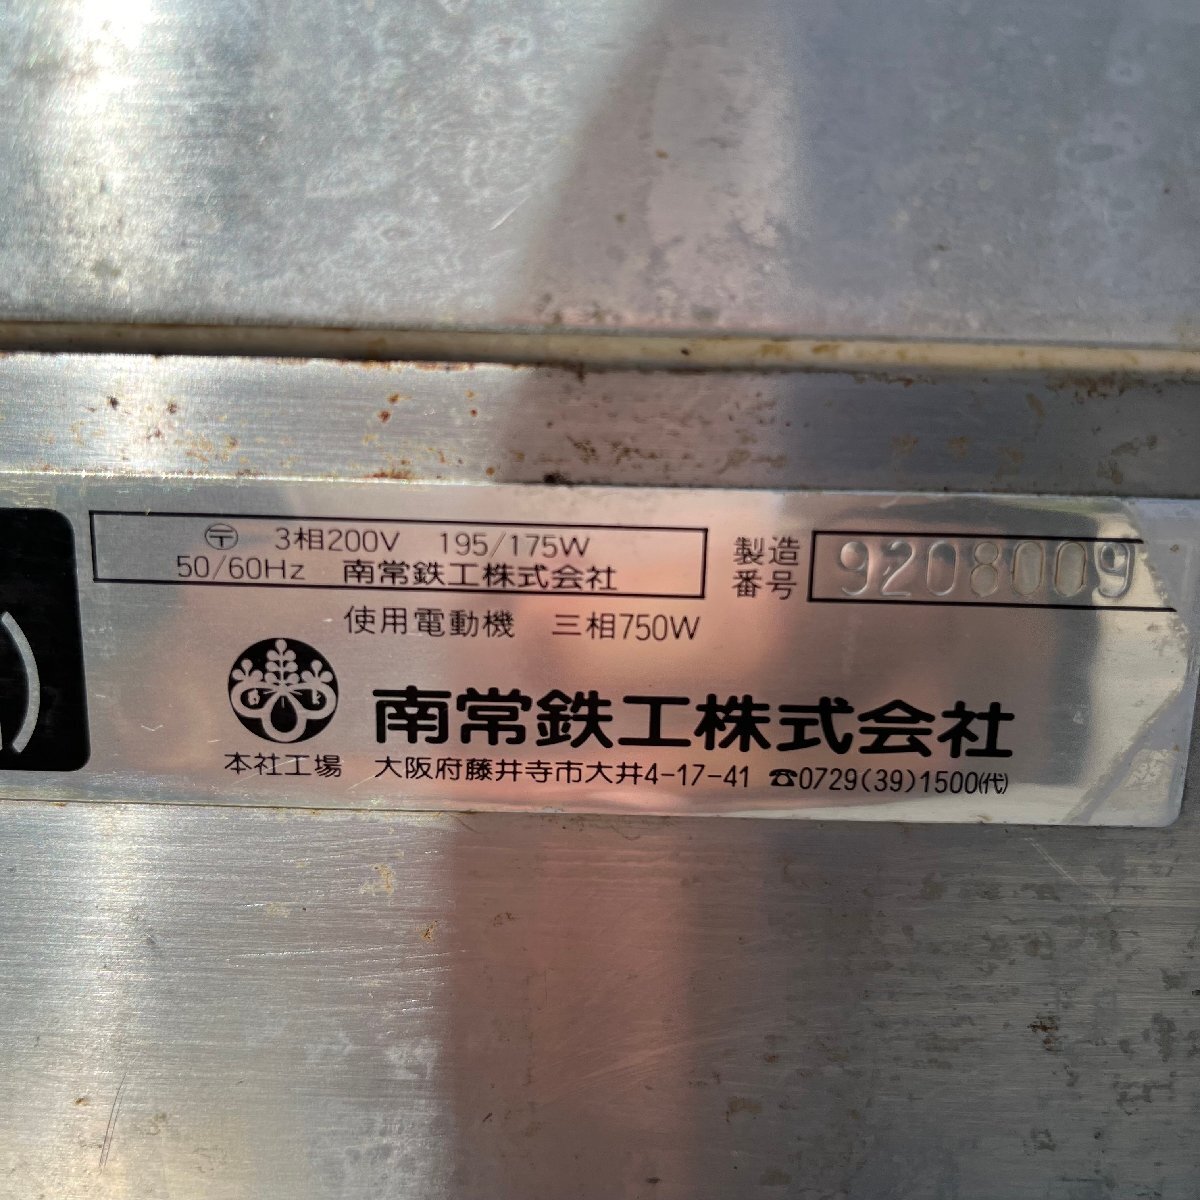 〶 3相200V 195/175W
50/60Hz 南常鉄工株式会社
製造番号 9208009
使用電動機 三相750W
南常鉄工株式会社
本社工場 大阪府藤井寺市大井4-17-41 ☎0729(39)1500(代)